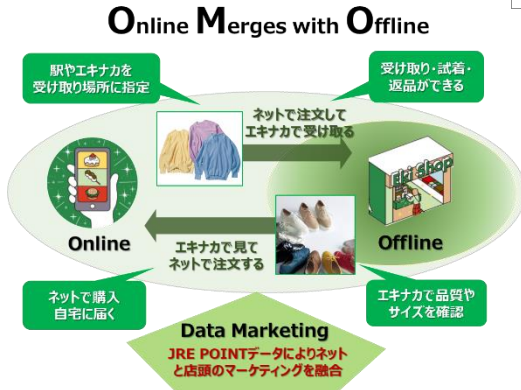 Online Merges with Offline
駅やエキナカを
受け取り場所に指定
受け取り・試着・
返品ができる
ネットで注文して
エキナカで受け取る
Eki Shop
Online
Offline
エキナカで見て
ネットで注文する
ネットで購入
自宅に届く
エキナカで品質や
サイズを確認
Data Marketing
JRE POINTデータによりネット
と店頭のマーケティングを融合